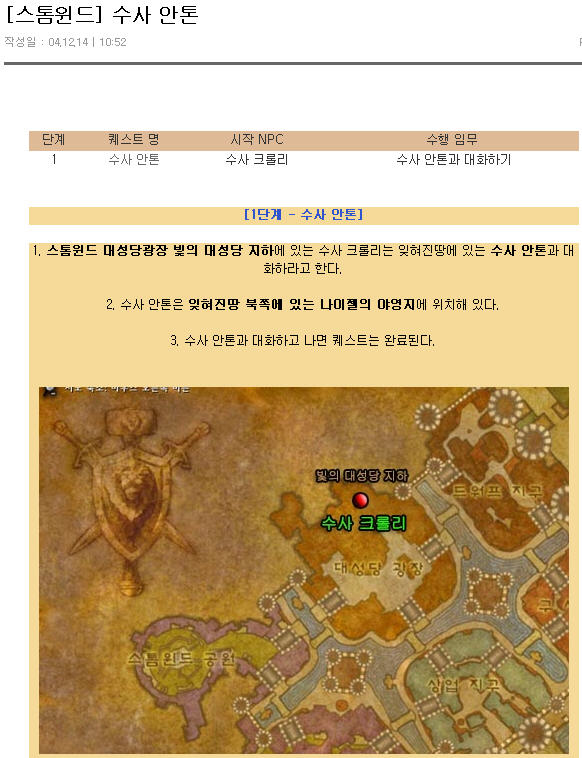 [스톰윈드] 수사 안톤
작성일 : 04,12,14 | 10:52
단계 퀘스트 명 시작 NPC 수행 임무
1 수사 안톤 수사 크롤리 수사 안톤과 대화하기
[1단계 - 수사 안톤]
1. 스톰윈드 대성당광장 빛의 대성당 지하에 있는 수사 크롤리는 잊혀진땅에 있는 수사 안톤과 대
화하라고 한다.
2. 수사 안톤은 잊혀진땅 북쪽에 있는 나이젤의 야영지에 위치해 있다.
3. 수사 안톤과 대화하고 나면 퀘스트는 완료된다.
빛의 대성당 지하
드워프 지구
수사 크롤리
대성당 광장
스톰윈드 공원
상업 지구